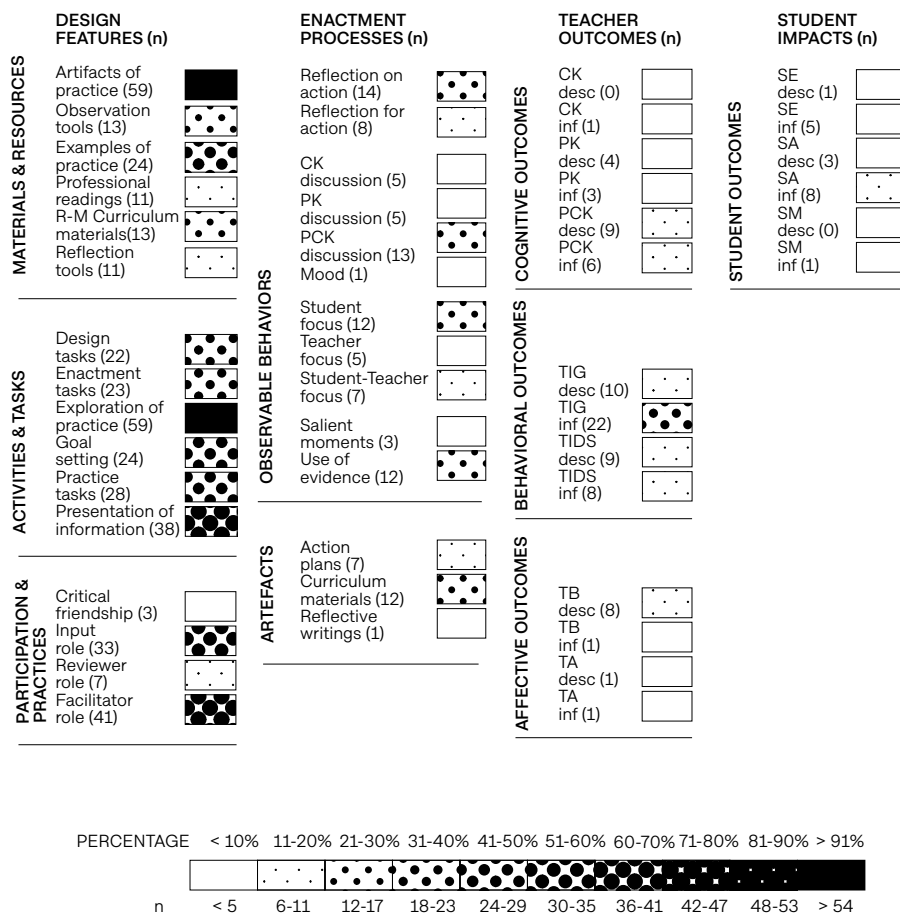 DESIGN
FEATURES (n)
MATERIALS & RESOURCES
Artifacts of
practice (59)
Observation
tools (13)
Examples of
practice (24)
Professional
readings (11)
R-M Curriculum
materials(13)
Reflection
tools (11)
ACTIVITIES & TASKS
Design
tasks (22)
Enactment
tasks (23)
Exploration of
practice (59)
Goal
setting (24)
Practice
tasks (28)
Presentation of
information (38)
PARTICIPATION &
PRACTICES
Critical
friendship (3)
Input
role (33)
Reviewer
role (7)
Facilitator
role (41)
ENACTMENT
PROCESSES (n)
OBSERVABLE BEHAVIORS
Reflection on
action (14)
Reflection for
action (8)
CK
discussion (5)
PK
discussion (5)
PCK
discussion (13)
Mood (1)
Student
focus (12)
Teacher
focus (5)
Student-Teacher
focus (7)
Salient
moments (3)
Use of
evidence (12)
ARTEFACTS
Action
plans (7)
Curriculum
materials (12)
Reflective
writings (1)
TEACHER
OUTCOMES (n)
COGNITIVE OUTCOMES
CK
desc (0)
CK
inf (1)
PK
desc (4)
PK
inf (3)
PCK
desc (9)
PCK
inf (6)
BEHAVIORAL OUTCOMES
TIG
desc (10)
TIG
inf (22)
TIDS
desc (9)
TIDS
inf (8)
AFFECTIVE OUTCOMES
TB
desc (8)
TB
inf (1)
TA
desc (1)
TA
inf (1)
STUDENT
IMPACTS (n)
STUDENT OUTCOMES
SE
desc (1)
SE
inf (5)
SA
desc (3)
SA
inf (8)
SM
desc (0)
SM
inf (1)
PERCENTAGE < 10% 11-20% 21-30% 31-40% 41-50% 51-60% 60-70% 71-80% 81-90% > 91%
n < 5 6-11 12-17 18-23 24-29 30-35 36-41 42-47 48-53 > 54